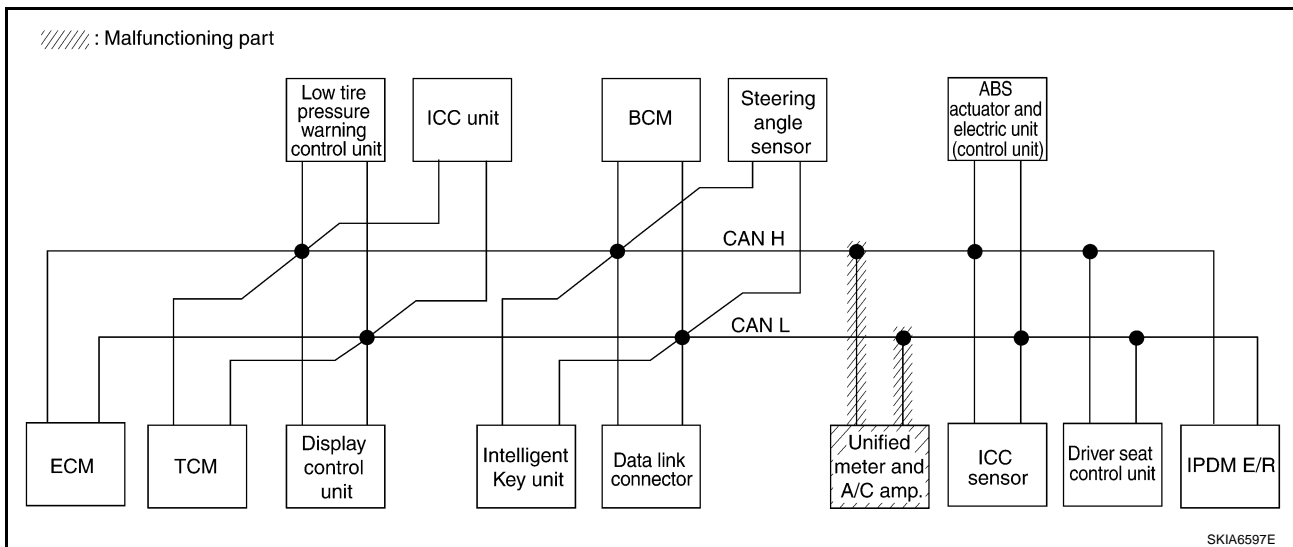 : Malfunctioning part
Low tire
pressure
warning
control unit
ICC unit
BCM
Steering
angle
sensor
ABS
actuator and
electric unit
(control unit)
CAN H
CAN L
ECM
TCM
Display
control
unit
Intelligent
Key unit
Data link
connector
Unified
meter and
A/C amp.
ICC
sensor
Driver seat
control unit
IPDM E/R
SKIA6597E